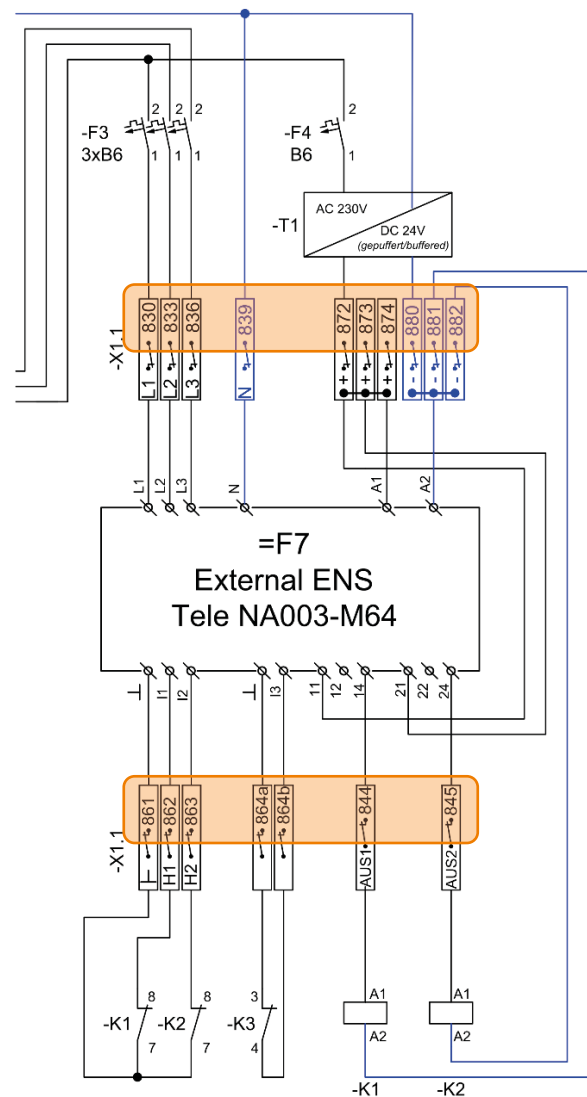 2 2 2 2
-F3
3xB6
1 1 1
-F4
B6
1
AC 230V
-T1
DC 24V
(gepuffert/buffered)
830 833 836 839 872 873 874 880 881 882
-X1.1
L1 L2 L3 N + + + - - -
L1 L2 L3 N A1 A2
=F7
External ENS
Tele NA003-M64
⊥ I1 I2 ⊥ I3 11 12 14 21 22 24
861 862 863 864a 864b 844 845
-X1.1
⊥ H1 H2 AUS1 AUS2
8 8 3 A1 A1
-K1 -K2 -K3
7 7 4 A2 A2
-K1 -K2